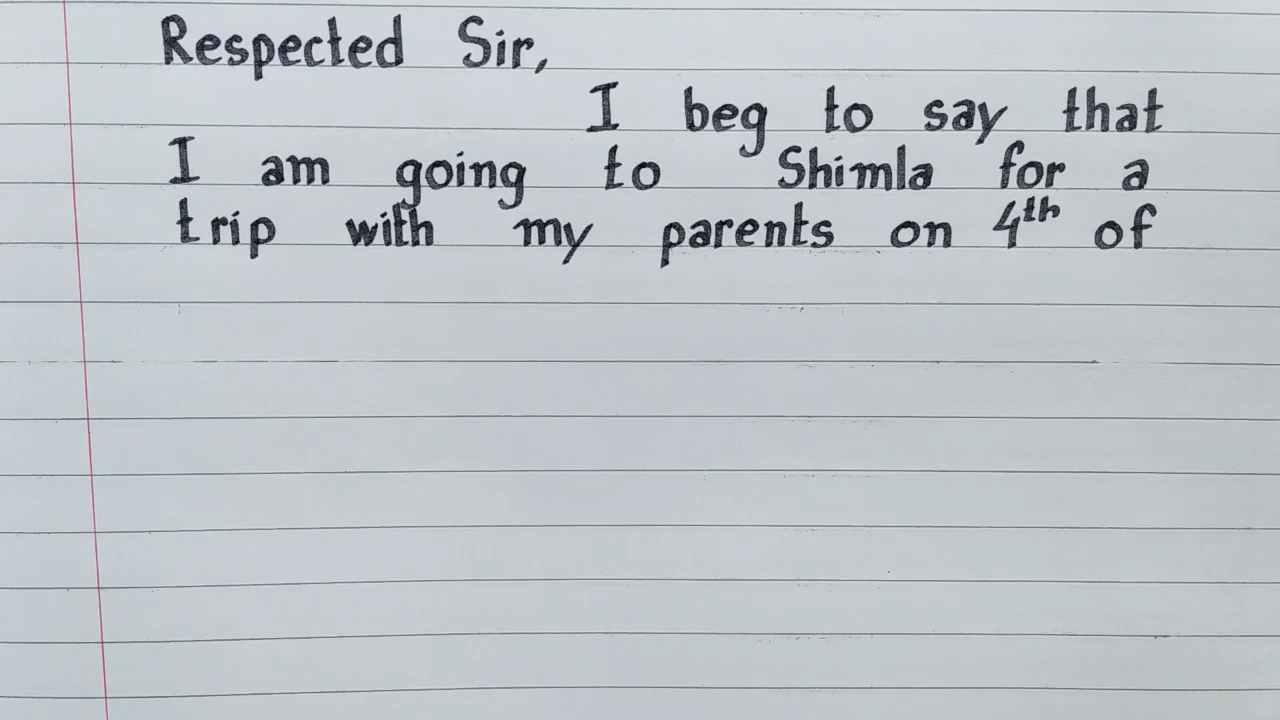 Respected Sir,
I beg to say that
I am going to Shimla for a
trip with my parents on 4th of